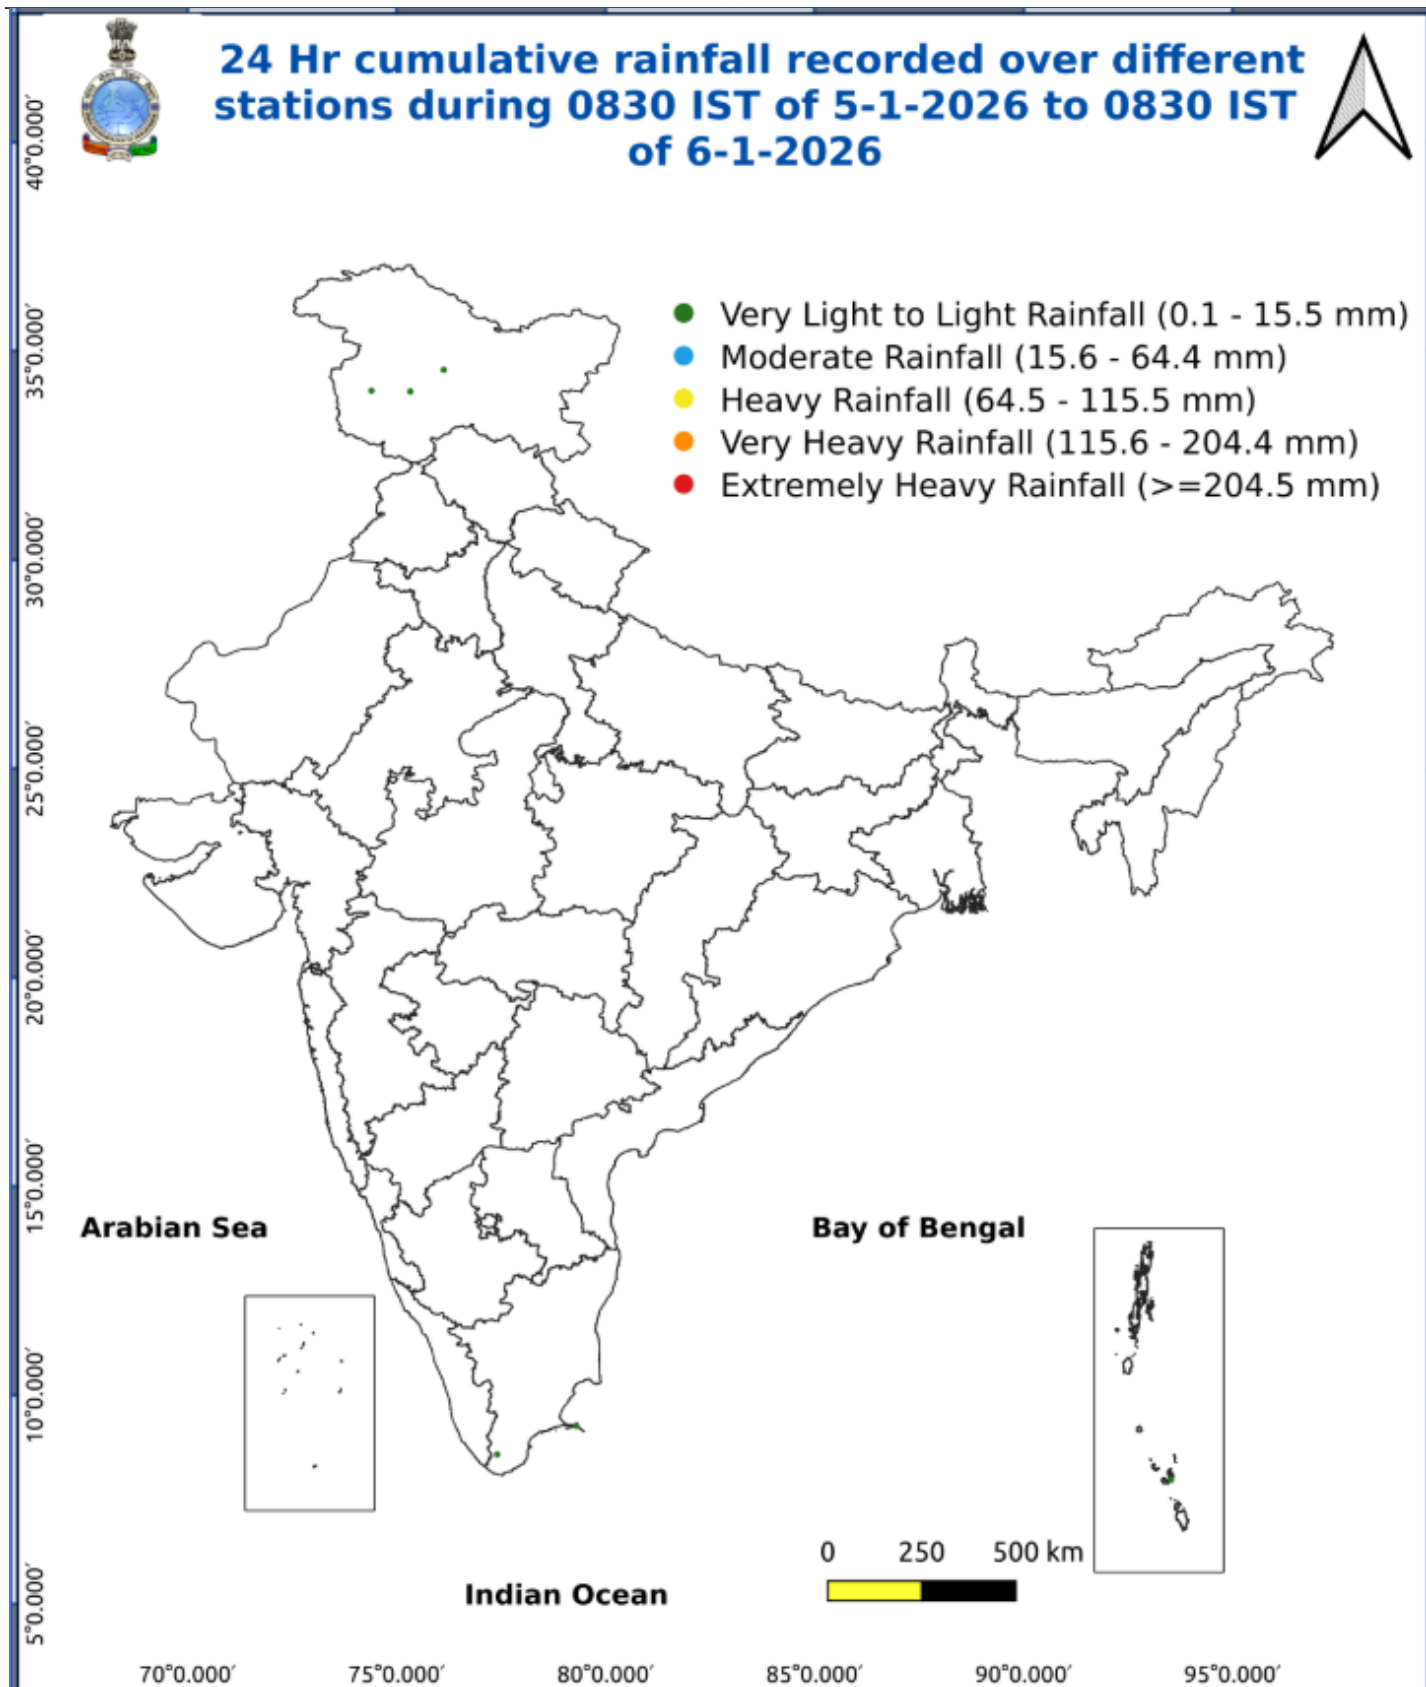 24 Hr cumulative rainfall recorded over different
stations during 0830 IST of 5-1-2026 to 0830 IST
of 6-1-2026
Very Light to Light Rainfall (0.1 - 15.5 mm)
Moderate Rainfall (15.6 - 64.4 mm)
Heavy Rainfall (64.5 - 115.5 mm)
Very Heavy Rainfall (115.6 - 204.4 mm)
Extremely Heavy Rainfall (>=204.5 mm)
40°0.000′
35°0.000′
30°0.000′
25°0.000′
20°0.000′
15°0.000′
10°0.000′
5°0.000′
Arabian Sea
Bay of Bengal
Indian Ocean
0 250 500 km
70°0.000′ 75°0.000′ 80°0.000′ 85°0.000′ 90°0.000′ 95°0.000′